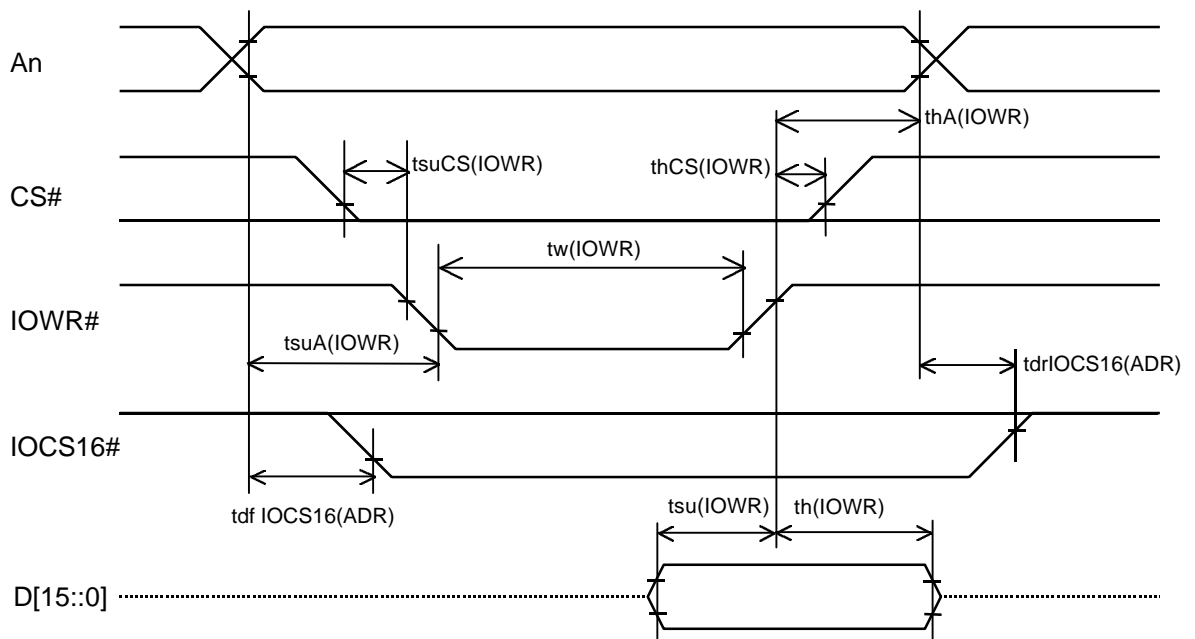 An
thA(IOWR)
tsuCS(IOWR)
thCS(IOWR)
CS#
tw(IOWR)
IOWR#
tsuA(IOWR)
tdrIOCS16(ADR)
IOCS16#
tsu(IOWR)
th(IOWR)
tdf IOCS16(ADR)
D[15::0]